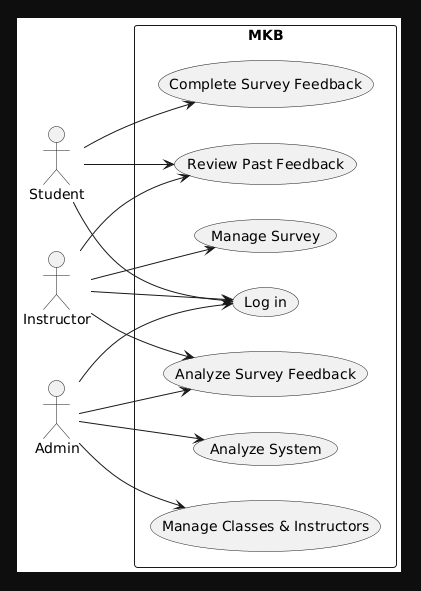 MKB
Complete Survey Feedback
Review Past Feedback
Student
Manage Survey
Log in
Instructor
Analyze Survey Feedback
Admin
Analyze System
Manage Classes & Instructors